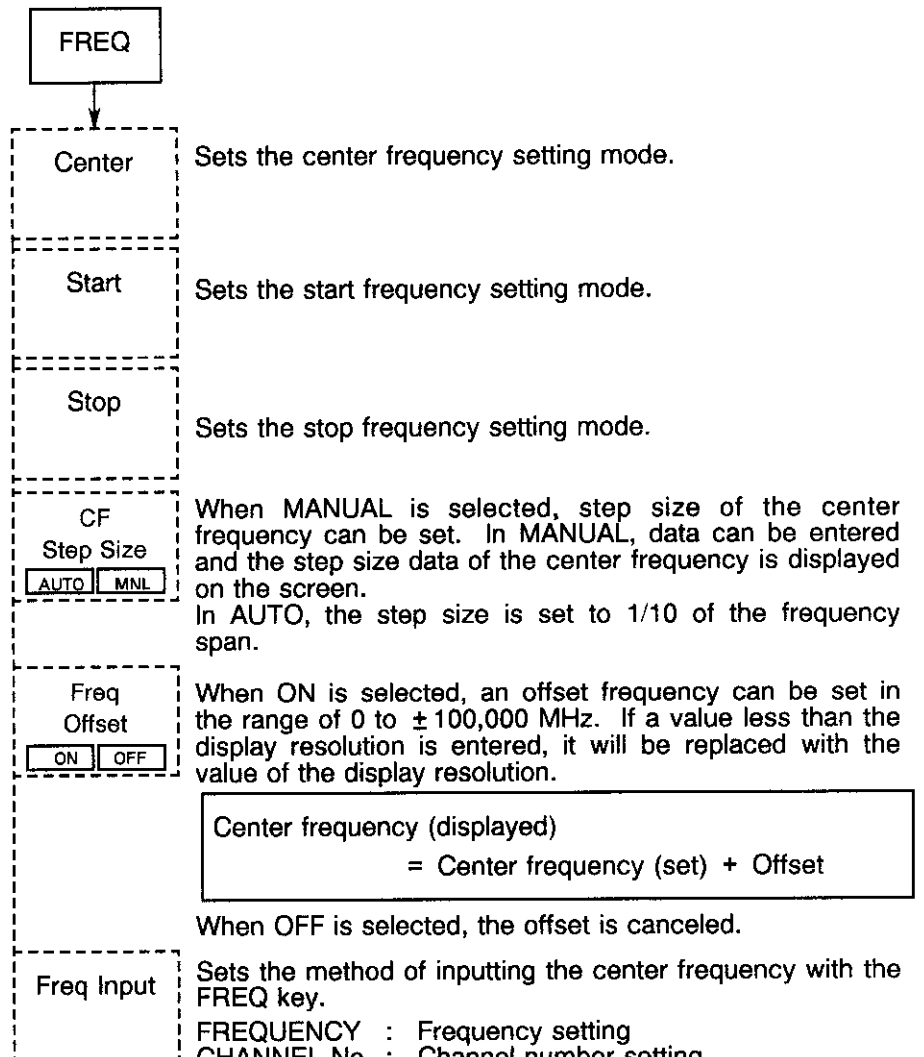 FREQ
Center
Sets the center frequency setting mode.
Start
Sets the start frequency setting mode.
Stop
Sets the stop frequency setting mode.
CF
Step Size
AUTO MNL
When MANUAL is selected, step size of the center
frequency can be set. In MANUAL, data can be entered
and the step size data of the center frequency is displayed
on the screen.
In AUTO, the step size is set to 1/10 of the frequency
span.
Freq
Offset
ON OFF
When ON is selected, an offset frequency can be set in
the range of 0 to ±100,000 MHz. If a value less than the
display resolution is entered, it will be replaced with the
value of the display resolution.
Center frequency (displayed)
= Center frequency (set) + Offset
When OFF is selected, the offset is canceled.
Freq Input
Sets the method of inputting the center frequency with the
FREQ key.
FREQUENCY : Frequency setting
CHANNEL No. : Channel number setting